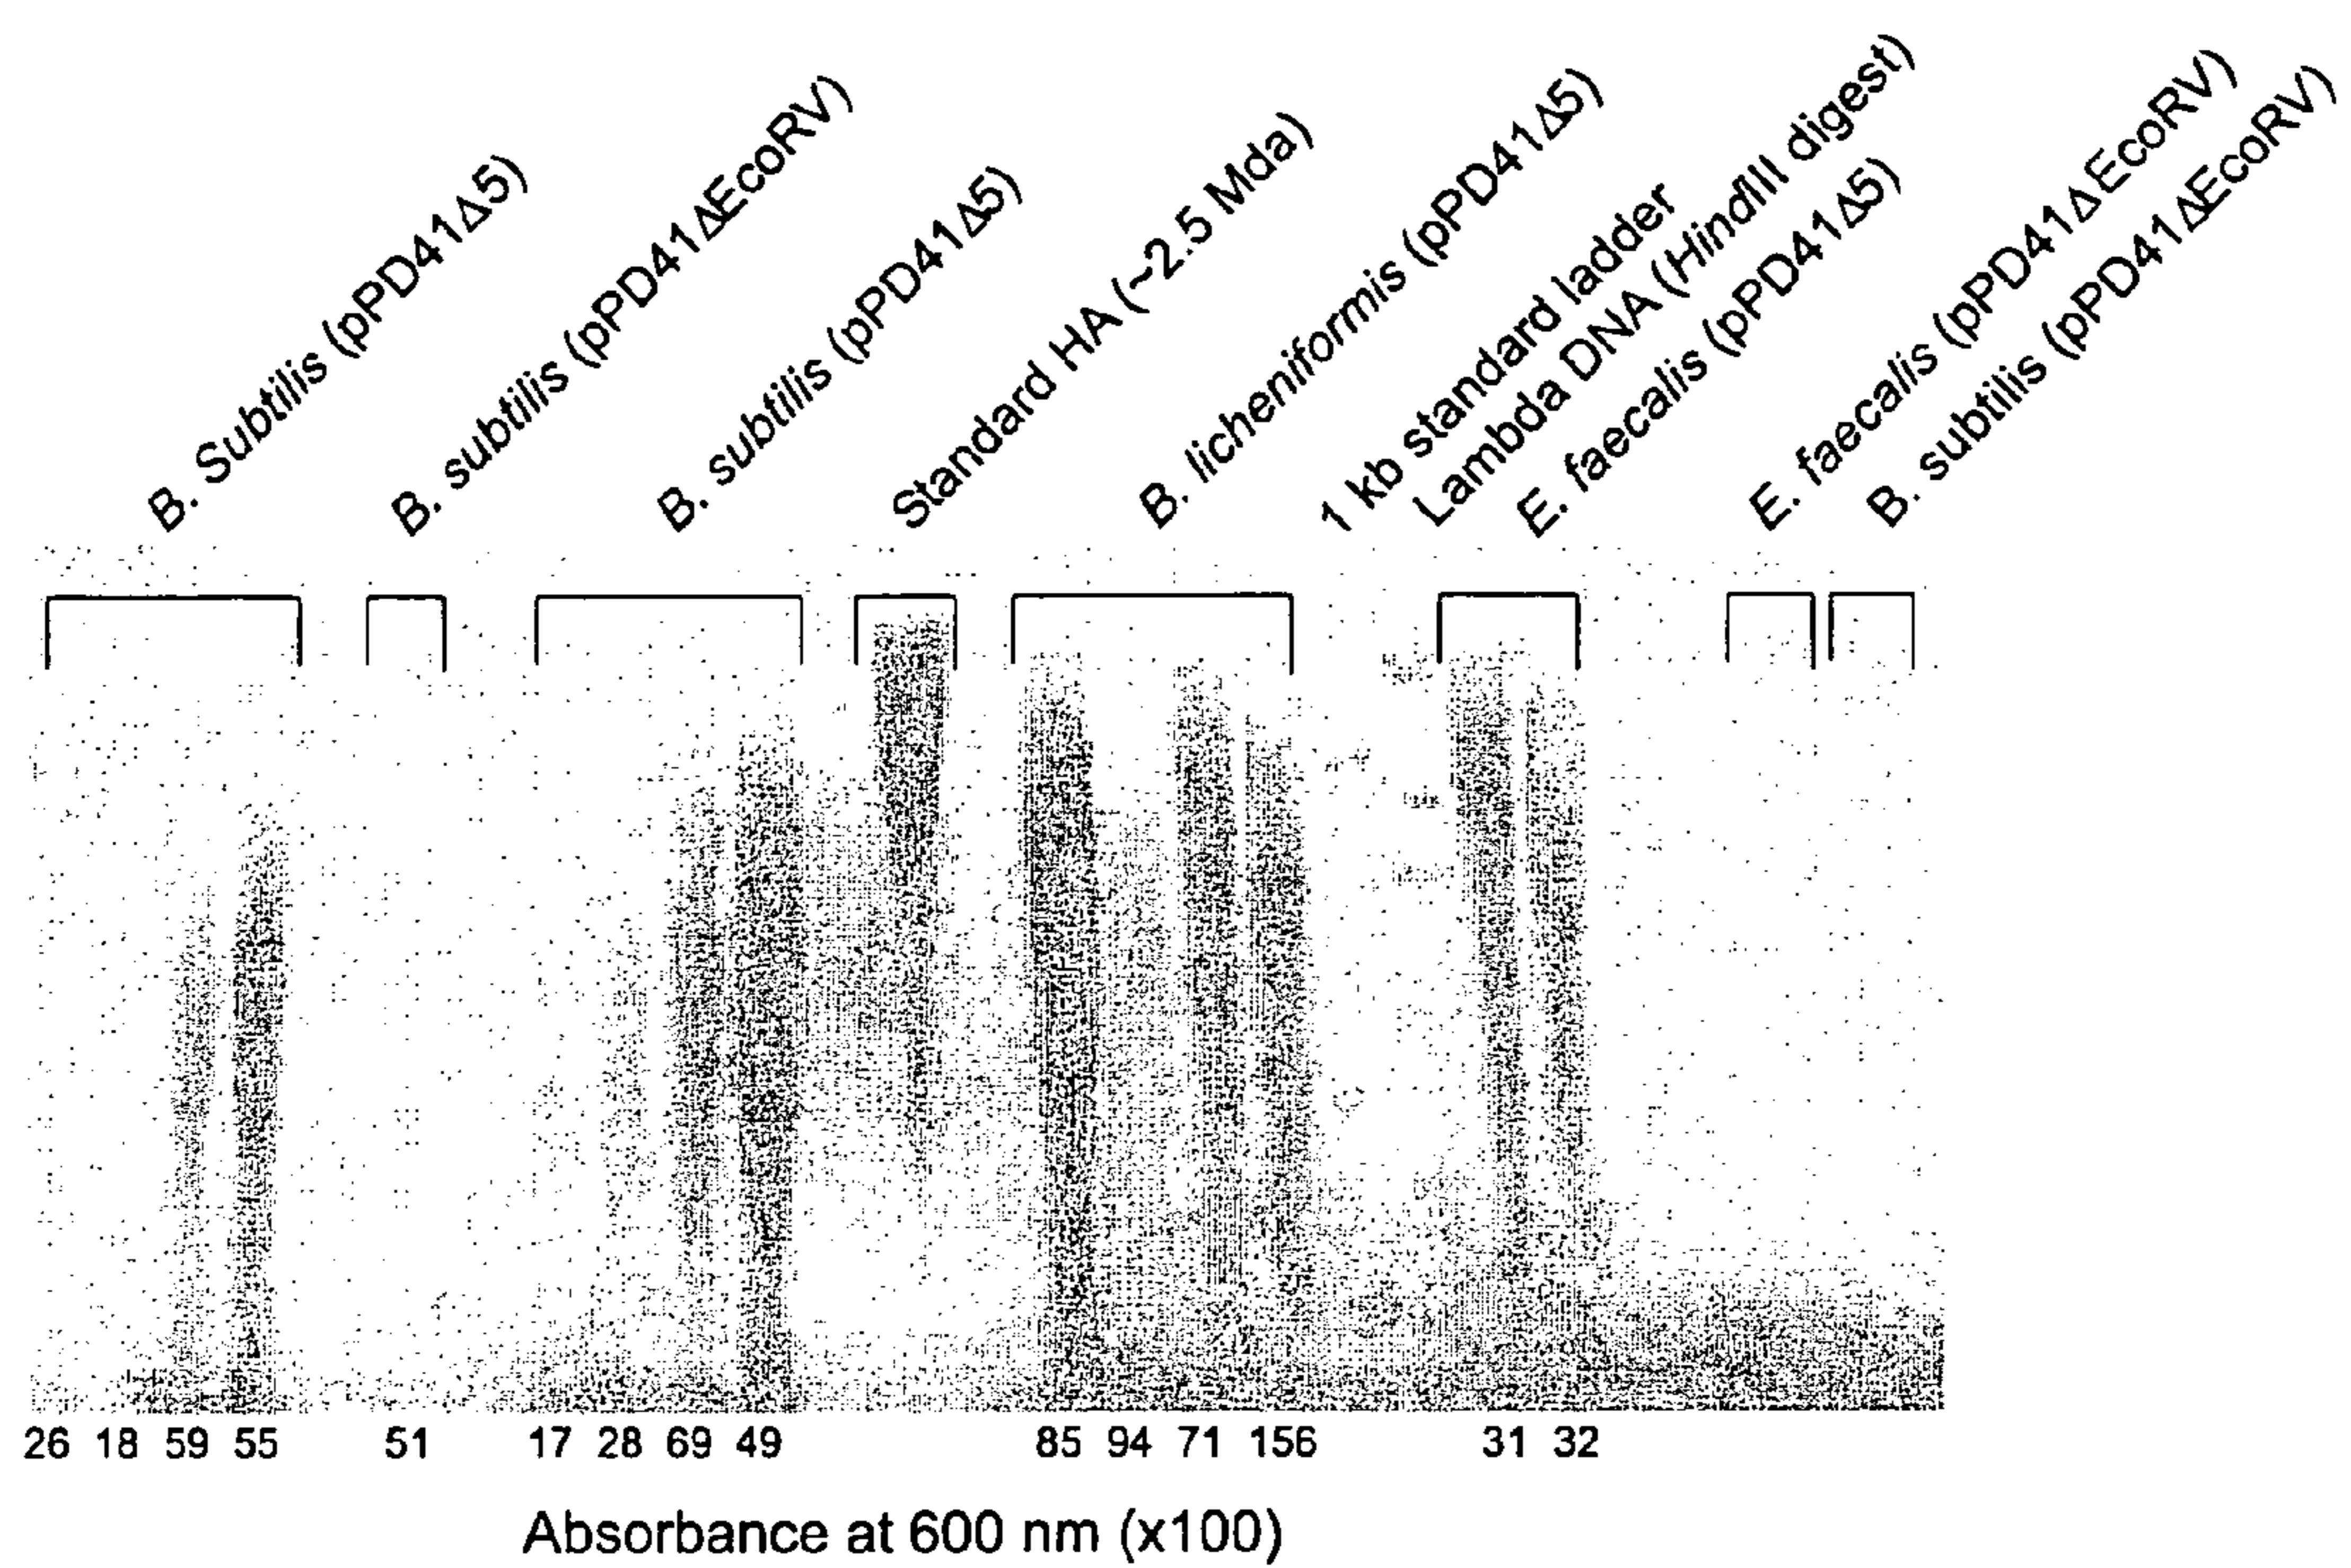 B. Subtilis (pPD41Δ5)
B. subtilis (pPD41ΔEcoRV)
B. subtilis (pPD41Δ5)
Standard HA (~2.5 Mda)
B. licheniformis (pPD41Δ5)
1 kb standard ladder
Lambda DNA (HindIII digest)
E. faecalis (pPD41Δ5)
E. faecalis (pPD41ΔEcoRV)
B. subtilis (pPD41ΔEcoRV)
26 18 59 55 51 17 28 69 49 85 94 71 156 31 32
Absorbance at 600 nm (x100)